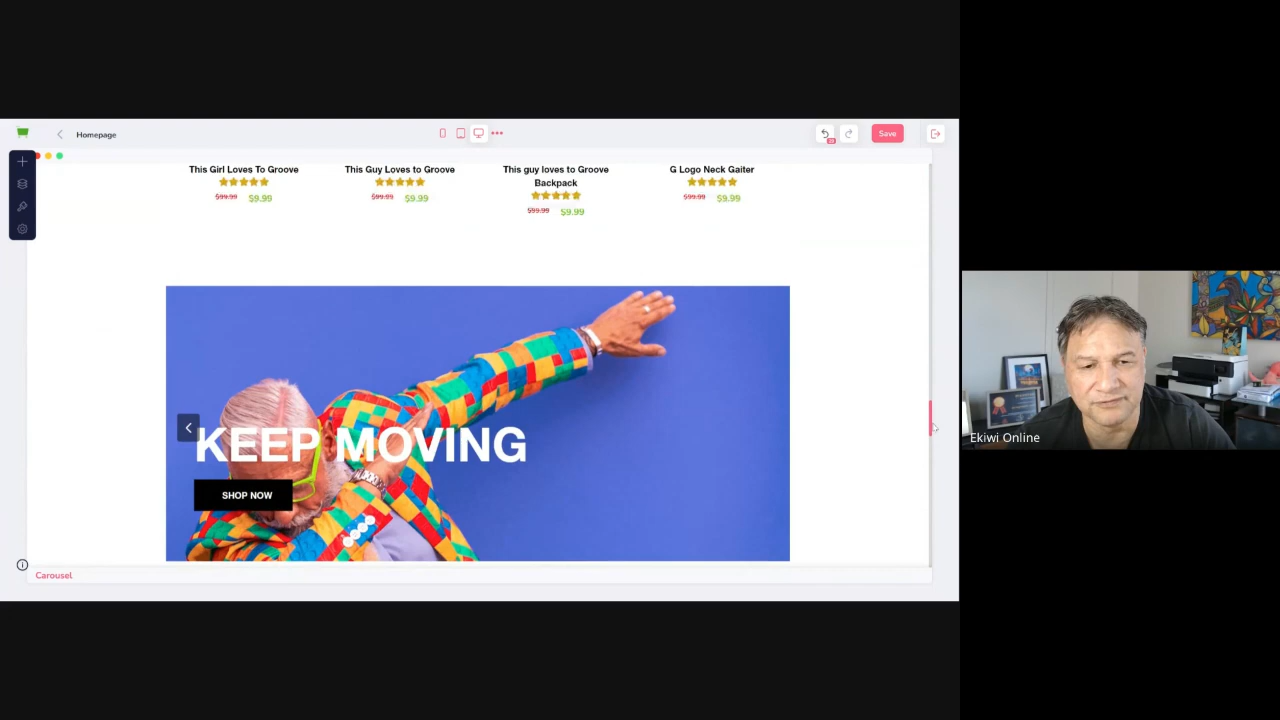 Homepage
Save
This Girl Loves To Groove
$99.99 $9.99
This Guy Loves to Groove
$99.99 $9.99
This guy loves to Groove
Backpack
$99.99 $9.99
G Logo Neck Gaiter
$99.99 $9.99
KEEP MOVING
SHOP NOW
Carousel
Ekiwi Online